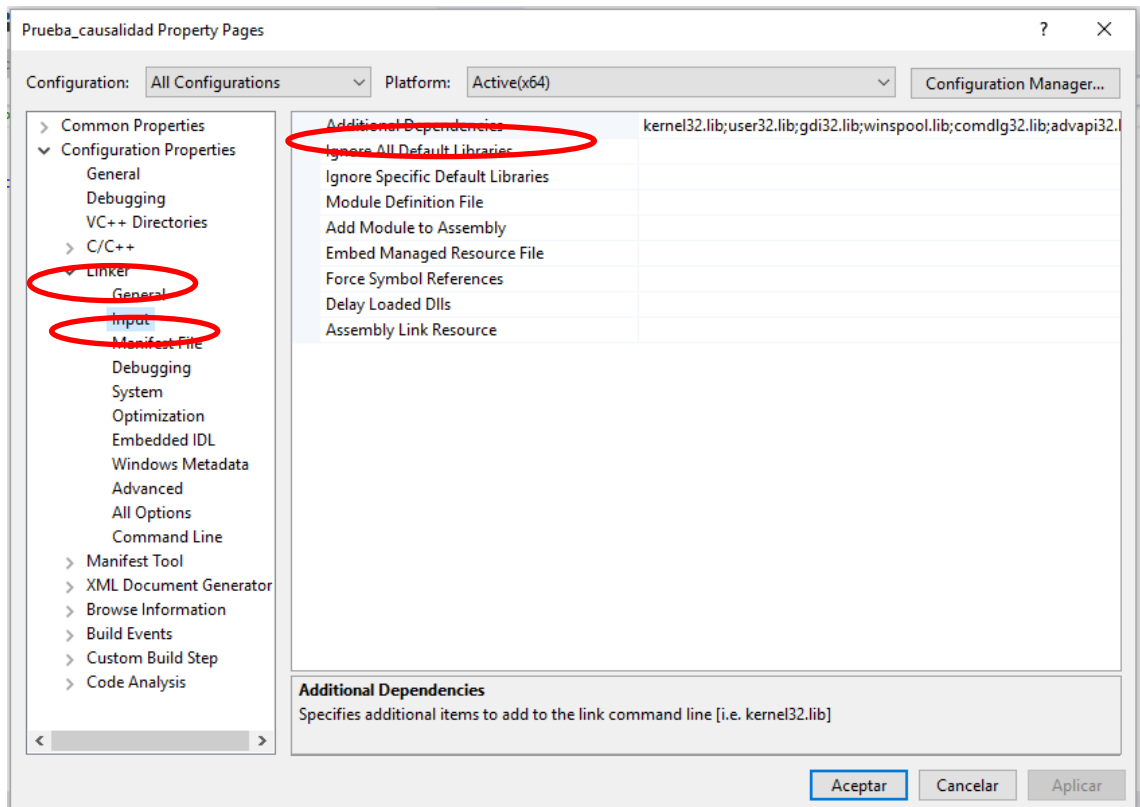 Prueba_causalidad Property Pages
? ×
Configuration: All Configurations Platform: Active(x64) Configuration Manager...
Common Properties
Configuration Properties
General
Debugging
VC++ Directories
C/C++
Linker
General
Input
Manifest File
Debugging
System
Optimization
Embedded IDL
Windows Metadata
Advanced
All Options
Command Line
Manifest Tool
XML Document Generator
Browse Information
Build Events
Custom Build Step
Code Analysis
Additional Dependencies kernel32.lib;user32.lib;gdi32.lib;winspool.lib;comdlg32.lib;advapi32.l
Ignore All Default Libraries
Ignore Specific Default Libraries
Module Definition File
Add Module to Assembly
Embed Managed Resource File
Force Symbol References
Delay Loaded Dlls
Assembly Link Resource
Additional Dependencies
Specifies additional items to add to the link command line [i.e. kernel32.lib]
Aceptar Cancelar Aplicar